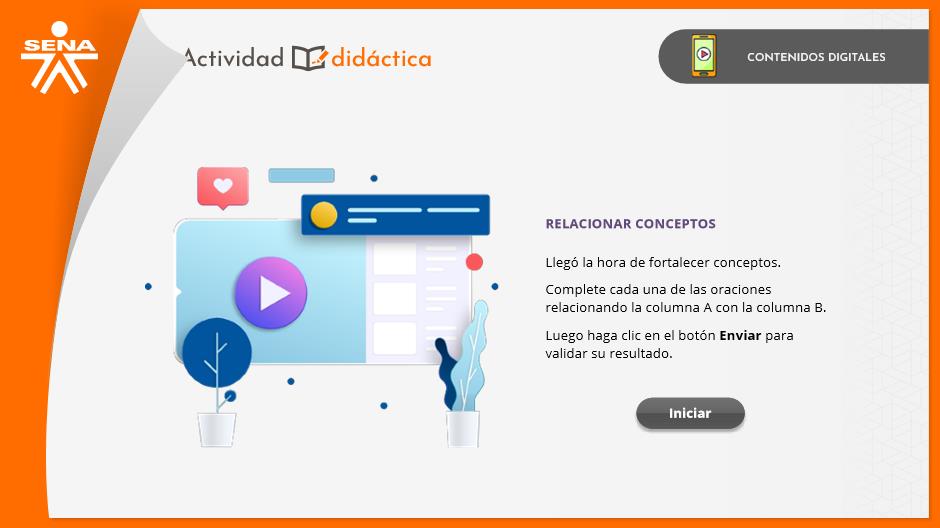 SENA
Actividad didáctica
CONTENIDOS DIGITALES
RELACIONAR CONCEPTOS
Llegó la hora de fortalecer conceptos.
Complete cada una de las oraciones
relacionando la columna A con la columna B.
Luego haga clic en el botón Enviar para
validar su resultado.
Iniciar